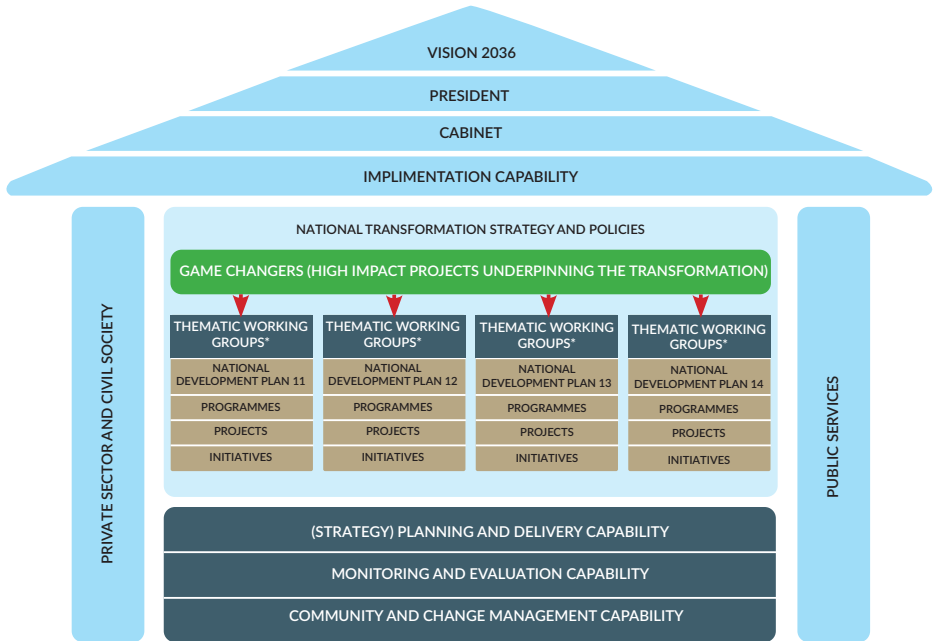 VISION 2036
PRESIDENT
CABINET
IMPLIMENTATION CAPABILITY
PRIVATE SECTOR AND CIVIL SOCIETY
NATIONAL TRANSFORMATION STRATEGY AND POLICIES
GAME CHANGERS (HIGH IMPACT PROJECTS UNDERPINNING THE TRANSFORMATION)
THEMATIC WORKING
GROUPS*
NATIONAL
DEVELOPMENT PLAN 11
PROGRAMMES
PROJECTS
INITIATIVES
THEMATIC WORKING
GROUPS*
NATIONAL
DEVELOPMENT PLAN 12
PROGRAMMES
PROJECTS
INITIATIVES
THEMATIC WORKING
GROUPS*
NATIONAL
DEVELOPMENT PLAN 13
PROGRAMMES
PROJECTS
INITIATIVES
THEMATIC WORKING
GROUPS*
NATIONAL
DEVELOPMENT PLAN 14
PROGRAMMES
PROJECTS
INITIATIVES
(STRATEGY) PLANNING AND DELIVERY CAPABILITY
MONITORING AND EVALUATION CAPABILITY
COMMUNITY AND CHANGE MANAGEMENT CAPABILITY
PUBLIC SERVICES